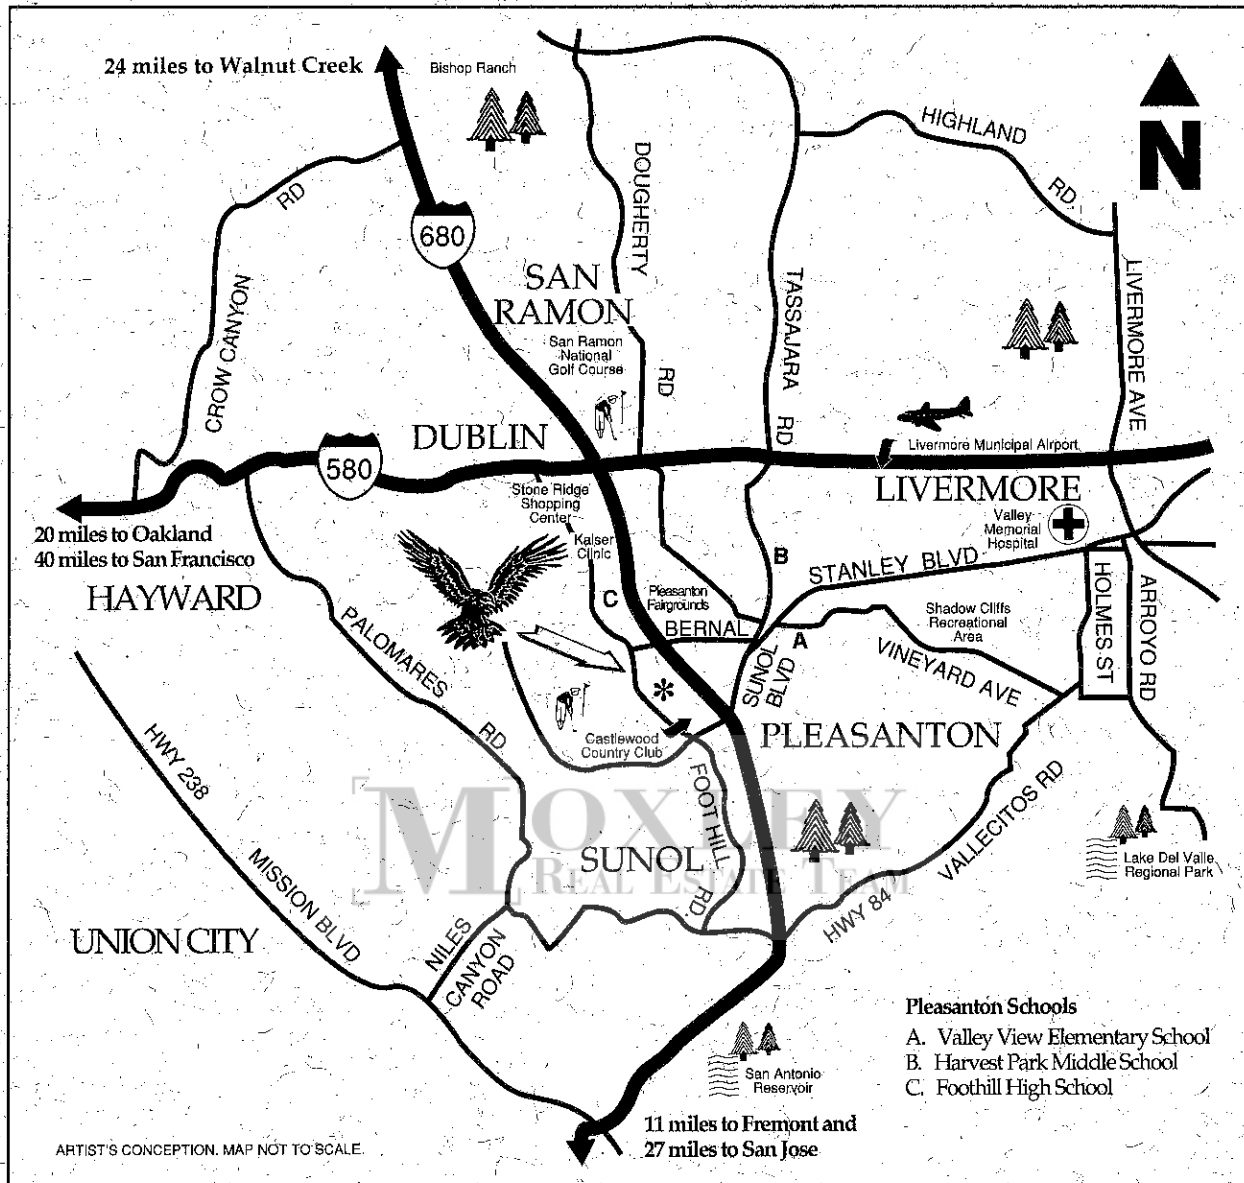 24 miles to Walnut Creek
Bishop Ranch
N
HIGHLAND
RD.
RD
DOUGHERTY
RD
680
SAN
RAMON
San Ramon
National
Golf Course
TASSAJARA
RD
LIVERMORE AVE
CROW CANYON
DUBLIN
580
Livermore Municipal Airport
LIVERMORE
Valley
Memorial
Hospital
Stone Ridge
Shopping
Center
Kaiser
Clinic
20 miles to Oakland
40 miles to San Francisco
HAYWARD
B
STANLEY BLVD
C
Pleasanton
Fairgrounds
BERNAL
A
Shadow Cliffs
Recreational
Area
HOLMES ST
ARROYO RD
PALOMARES
RD
SUNOL
BLVD
VINEYARD AVE
*
PLEASANTON
Castlewood
Country Club
HWY 238
FOOTHILL
RD.
MOXLEY
REAL ESTATE TEAM
SUNOL
VALLECITOS RD
Lake Del Valle
Regional Park
MISSION BLVD
HWY 84
UNION CITY
NILES
CANYON
ROAD
Pleasanton Schools
A. Valley View Elementary School
B. Harvest Park Middle School
C. Foothill High School
San Antonio
Reservoir
11 miles to Fremont and
27 miles to San Jose
ARTIST'S CONCEPTION. MAP NOT TO SCALE.